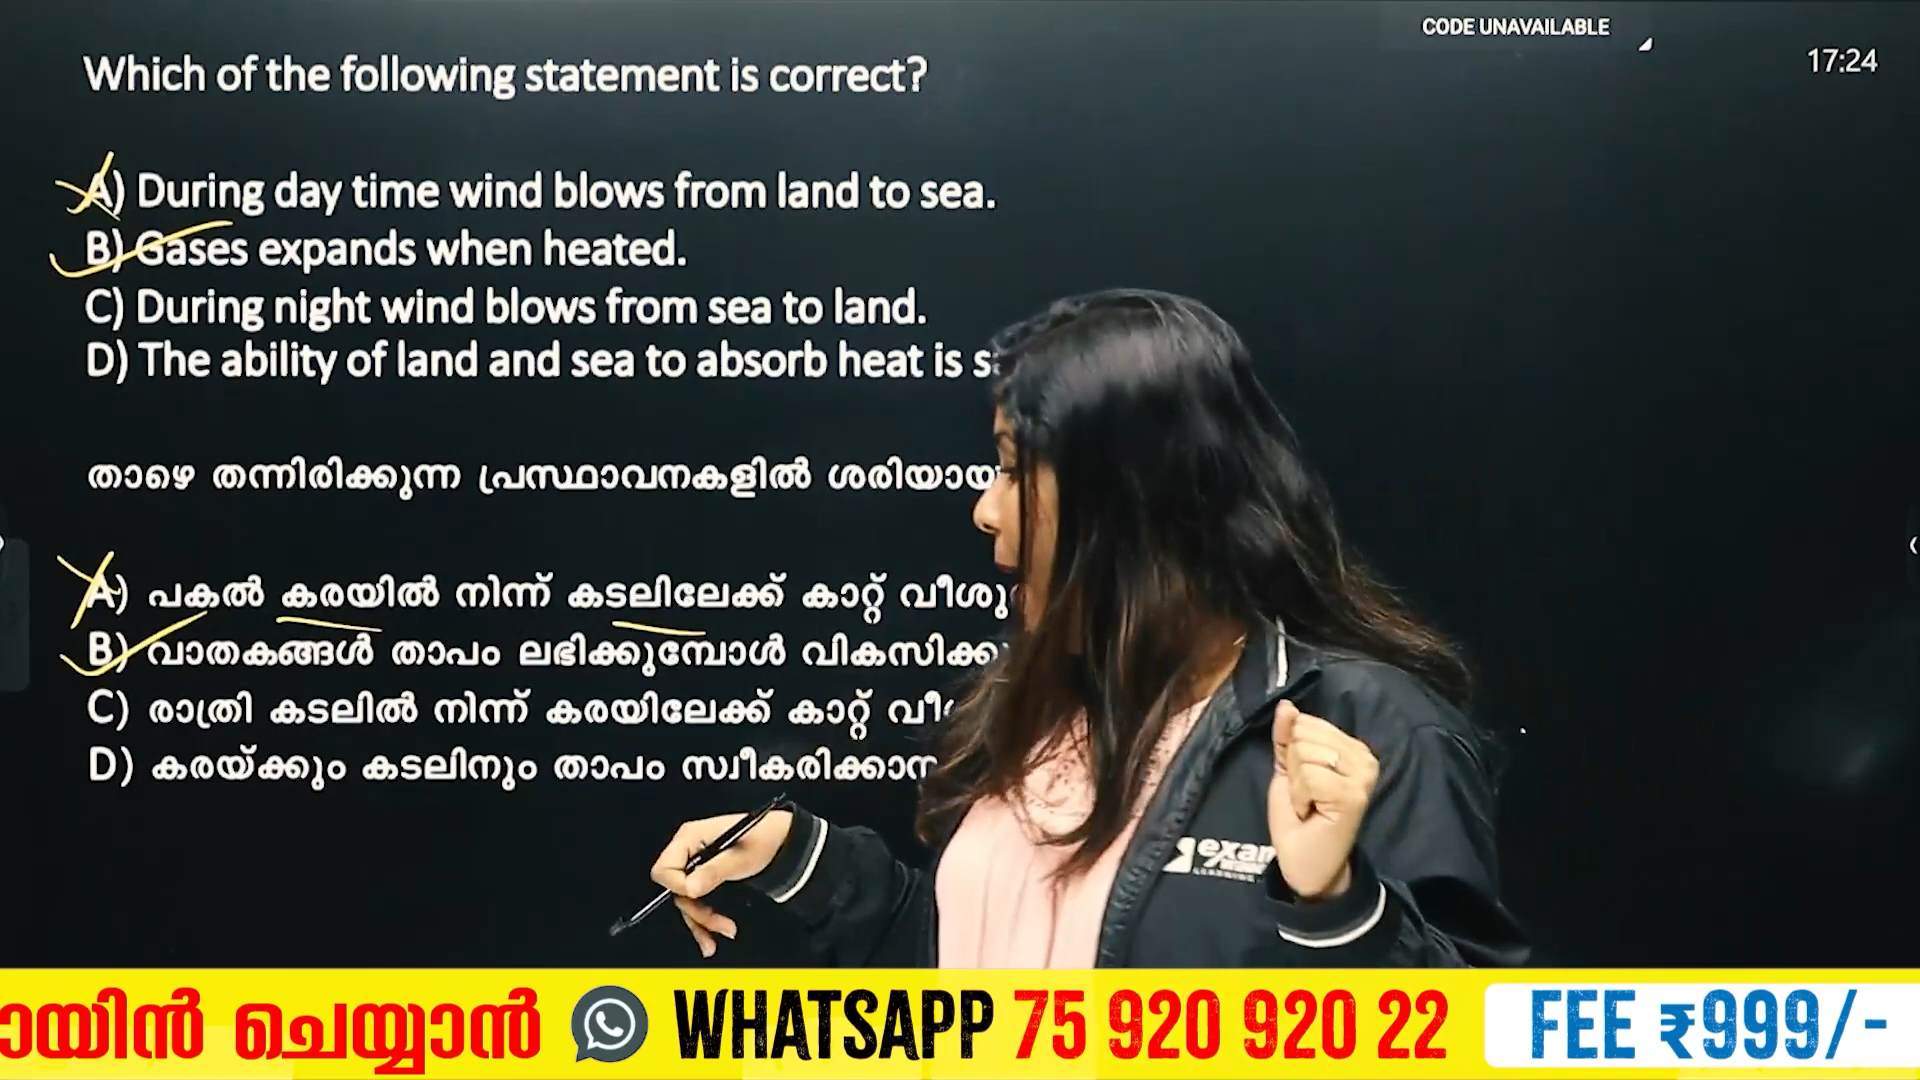 CODE UNAVAILABLE
17:24
Which of the following statement is correct?
A) During day time wind blows from land to sea.
B) Gases expands when heated.
C) During night wind blows from sea to land.
D) The ability of land and sea to absorb heat is
താഴെ തന്നിരിക്കുന്ന പ്രസ്ഥാവനകളിൽ
A) പകൽ കരയിൽ നിന്ന് കടലിലേക്ക് കാറ്റ്
B) വാതകങ്ങൾ താപം ലഭിക്കുമ്പോൾ
C) രാത്രി കടലിൽ നിന്ന് കരയിലേക്ക് കാറ്റ്
D) കരയ്ക്കും കടലിനും താപം
exam
LEARNING
ചെയ്യാൻ WHATSAPP 75 920 920 22 FEE ₹999/-